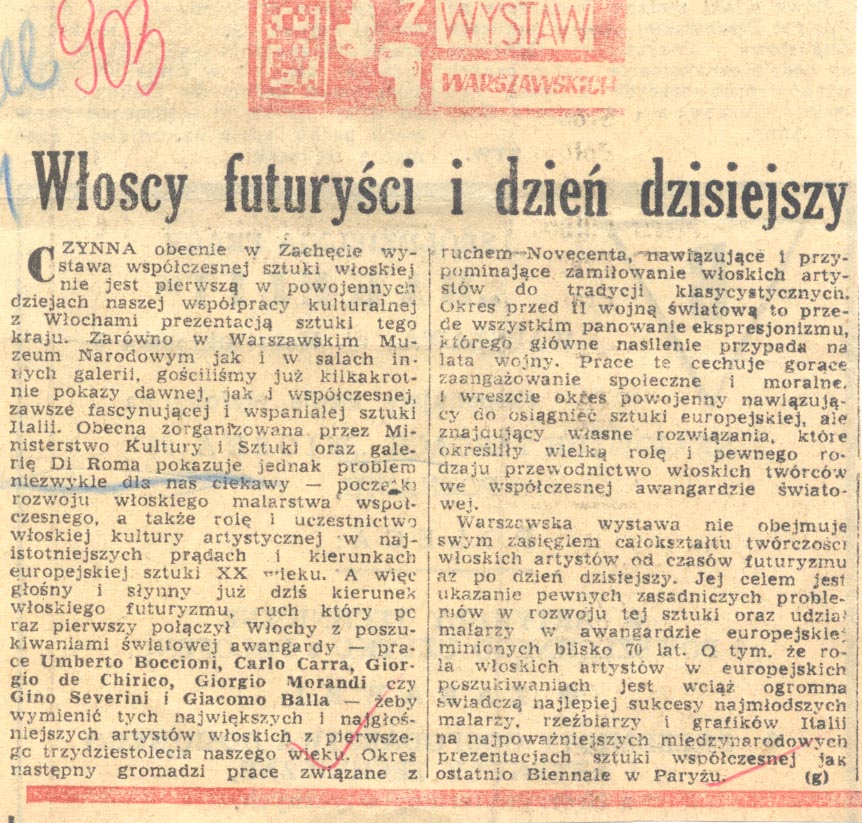 903
Z WYSTAW
WARSZAWSKICH
Włoscy futuryści i dzień dzisiejszy
CZYNNA obecnie w Zachęcie wy-
stawa współczesnej sztuki włoskiej
nie jest pierwszą w powojennych
dziejach naszej współpracy kulturalnej
z Włochami prezentacją sztuki tego
kraju. Zarówno w Warszawskim Mu-
zeum Narodowym jak i w salach in-
nych galerii, gościliśmy już kilkakrot-
nie pokazy dawnej, jak i współczesnej,
zawsze fascynującej i wspaniałej sztuki
Italii. Obecna zorganizowana przez Mi-
nisterstwo Kultury i Sztuki oraz gale-
rię Di Roma pokazuje jednak problem
niezwykle dla nas ciekawy — początki
rozwoju włoskiego malarstwa współ-
czesnego, a także rolę i uczestnictwo
włoskiej kultury artystycznej w naj-
istotniejszych prądach i kierunkach
europejskiej sztuki XX wieku. A więc
głośny i słynny już dziś kierunek
włoskiego futuryzmu, ruch który po
raz pierwszy połączył Włochy z poszu-
kiwaniami światowej awangardy — pra-
ce Umberto Boccioni, Carlo Carra, Gior-
gio de Chirico, Giorgio Morandi czy
Gino Severini i Giacomo Balla — żeby
wymienić tych największych i najgłoś-
niejszych artystów włoskich z pierwsze-
go trzydziestolecia naszego wieku. Okres
następny gromadzi prace związane z
ruchem Novecenta, nawiązujące i przy-
pominające zamiłowanie włoskich arty-
stów do tradycji klasycystycznych.
Okres przed II wojną światową to prze-
de wszystkim panowanie ekspresjonizmu,
którego główne nasilenie przypada na
lata wojny. Prace te cechuje gorące
zaangażowanie społeczne i moralne.
I wreszcie okres powojenny nawiązują-
cy do osiągnięć sztuki europejskiej, ale
znajdujący własne rozwiązania, które
określiły wielką rolę i pewnego ro-
dzaju przewodnictwo włoskich twórców
we współczesnej awangardzie świato-
wej.
Warszawska wystawa nie obejmuje
swym zasięgiem całokształtu twórczości
włoskich artystów od czasów futuryzmu
aż po dzień dzisiejszy. Jej celem jest
ukazanie pewnych zasadniczych proble-
mów w rozwoju tej sztuki oraz udział
malarzy w awangardzie europejskiej
minionych blisko 70 lat. O tym, że ro-
la włoskich artystów w europejskich
poszukiwaniach jest wciąż ogromna
świadczą najlepiej sukcesy najmłodszych
malarzy, rzeźbiarzy i grafików Italii
na najpoważniejszych międzynarodowych
prezentacjach sztuki współczesnej jak
ostatnio Biennale w Paryżu. (g)